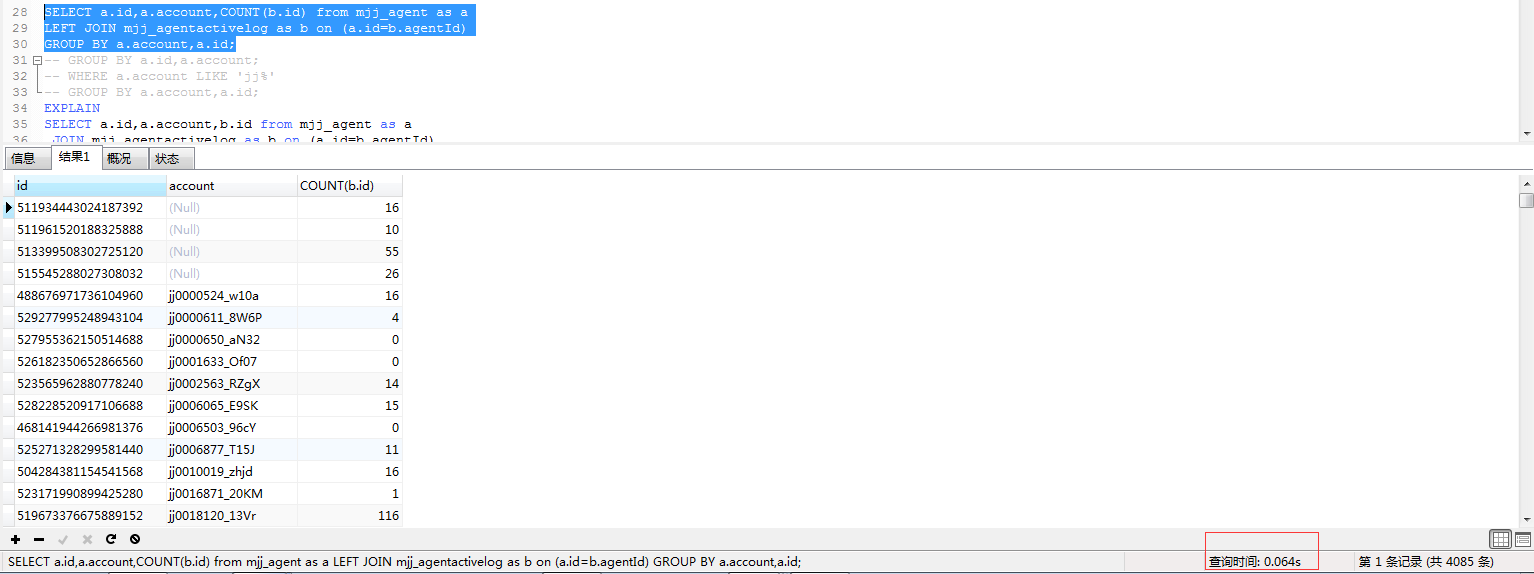 28 SELECT a.id,a.account,COUNT(b.id) from mjj_agent as a
29 LEFT JOIN mjj_agentactivelog as b on (a.id=b.agentId)
30 GROUP BY a.account,a.id;
31 -- GROUP BY a.id,a.account;
32 -- WHERE a.account LIKE 'jj%'
33 -- GROUP BY a.account,a.id;
34 EXPLAIN
35 SELECT a.id,a.account,b.id from mjj_agent as a
36 JOIN mjj_agentactivelog as b on (a.id=b.agentId)
信息 结果1 概况 状态
id account COUNT(b.id)
511934443024187392 (Null) 16
511961520188325888 (Null) 10
513399508302725120 (Null) 55
515545288027308032 (Null) 26
488676971736104960 jj0000524_w10a 16
529277995248943104 jj0000611_8W6P 4
527955362150514688 jj0000650_aN32 0
526182350652866560 jj0001633_Of07 0
523565962880778240 jj0002563_RZgX 14
528228520917106688 jj0006065_E9SK 15
468141944266981376 jj0006503_96cY 0
525271328299581440 jj0006877_T15J 11
504284381154541568 jj0010019_zhjd 16
523171990899425280 jj0016871_20KM 1
519673376675889152 jj0018120_13Vr 116
SELECT a.id,a.account,COUNT(b.id) from mjj_agent as a LEFT JOIN mjj_agentactivelog as b on (a.id=b.agentId) GROUP BY a.account,a.id; 查询时间: 0.064s 第 1 条记录 (共 4085 条)